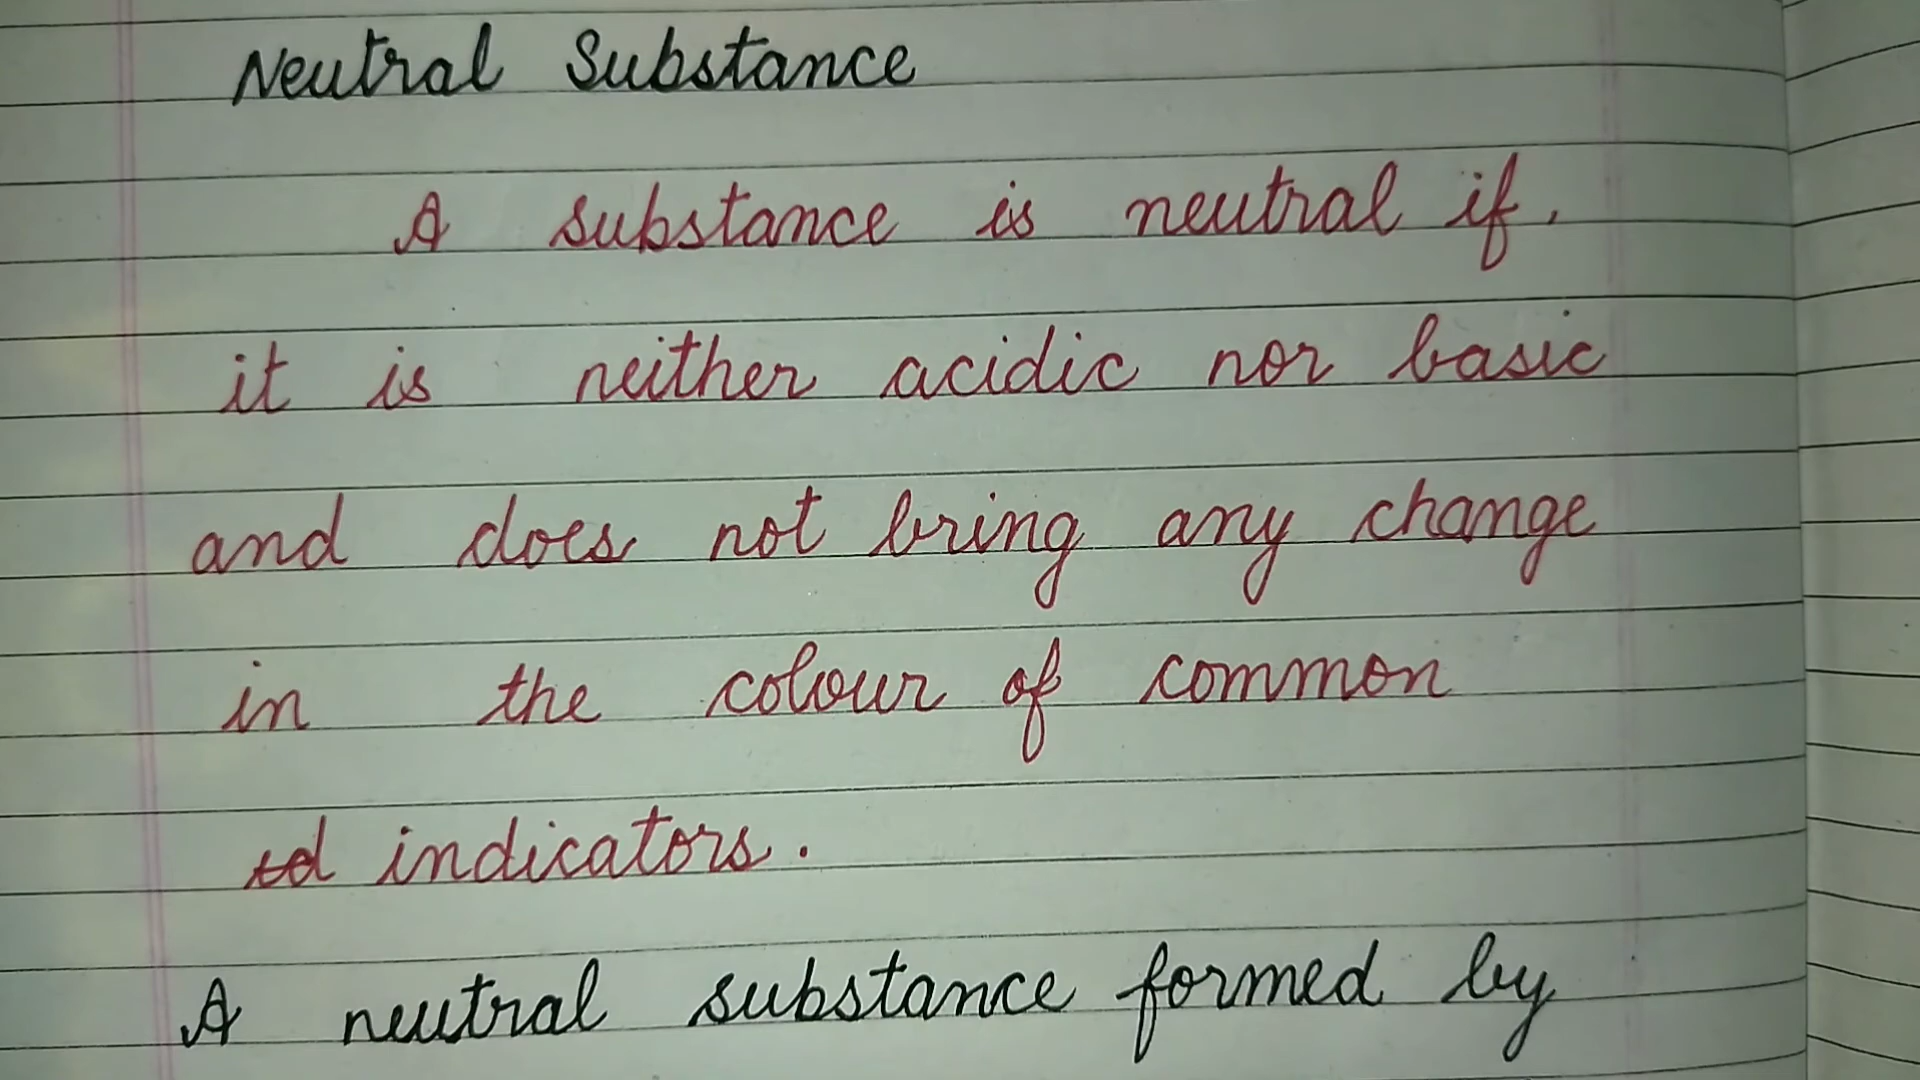 Neutral Substance
A substance is neutral if.
it is neither acidic nor basic
and does not bring any change
in the colour of common
indicators.
A neutral substance formed by